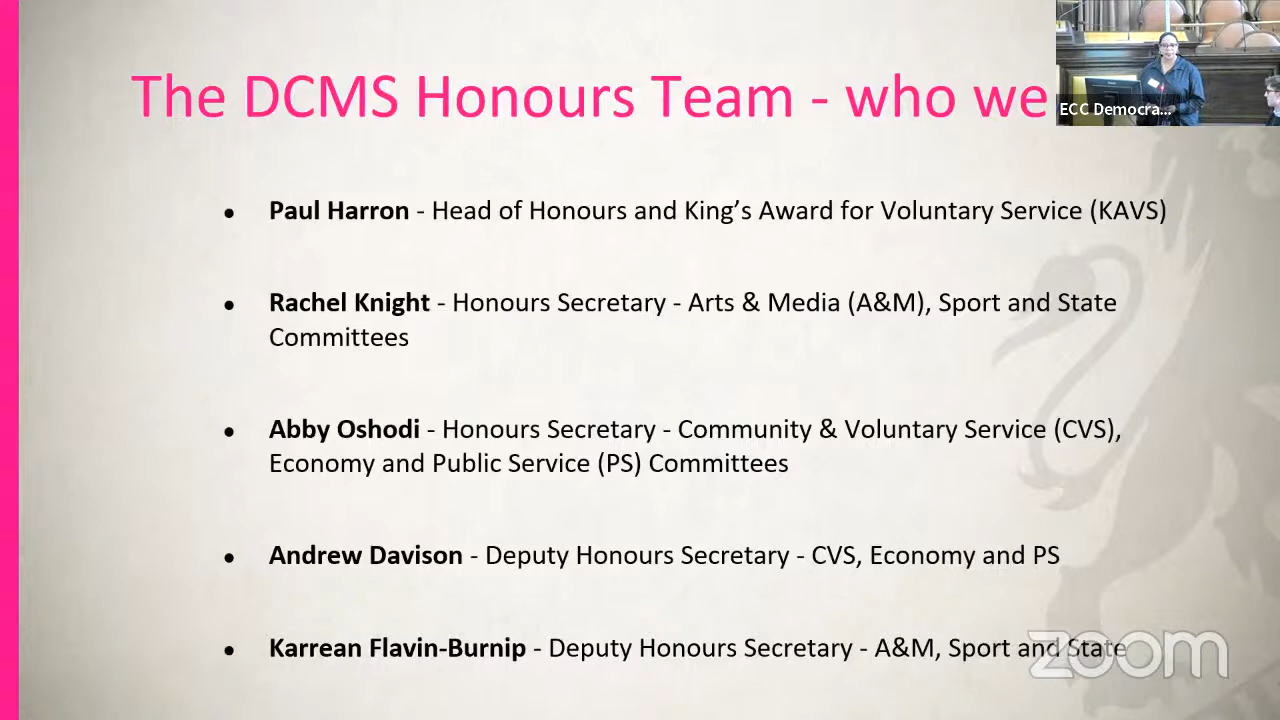 The DCMS Honours Team - who we
ECC Democra...
● Paul Harron - Head of Honours and King’s Award for Voluntary Service (KAVS)
● Rachel Knight - Honours Secretary - Arts & Media (A&M), Sport and State
Committees
● Abby Oshodi - Honours Secretary - Community & Voluntary Service (CVS),
Economy and Public Service (PS) Committees
● Andrew Davison - Deputy Honours Secretary - CVS, Economy and PS
● Karrean Flavin-Burnip - Deputy Honours Secretary - A&M, Sport and State
zoom